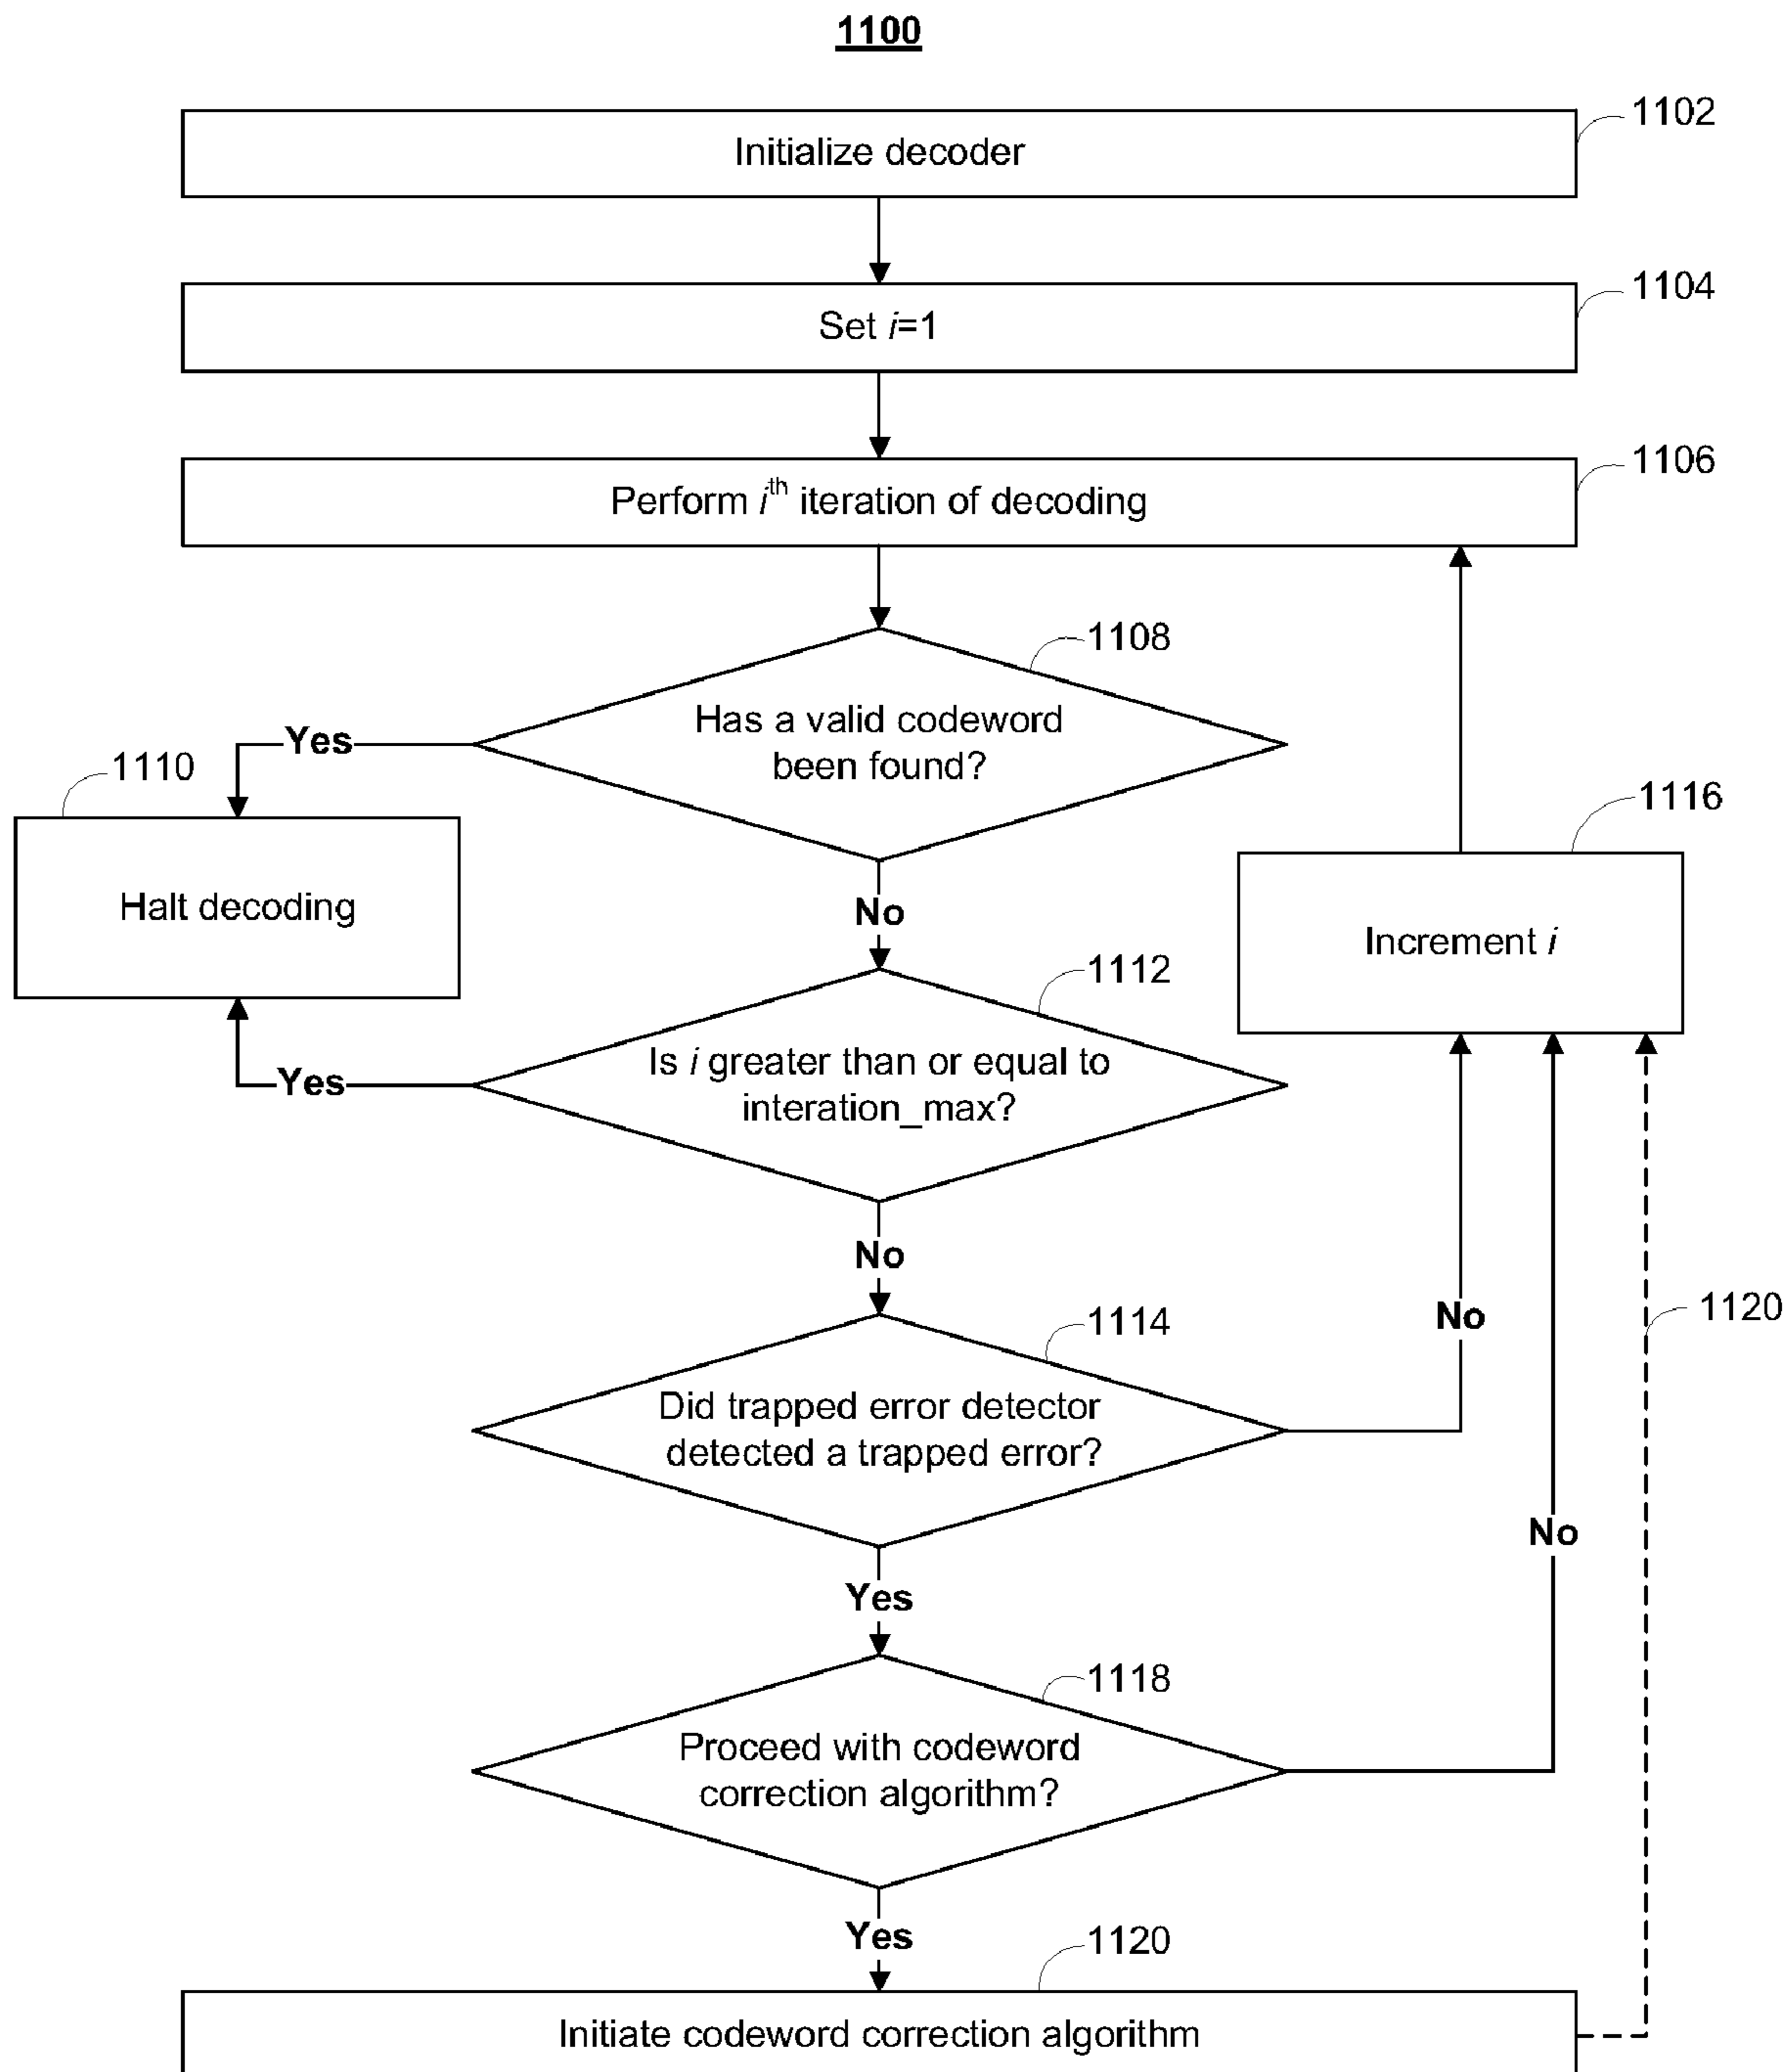 1100
1102
Initialize decoder
1104
Set i=1
1106
Perform ith iteration of decoding
1108
Has a valid codeword
been found?
Yes
1110
Halt decoding
1116
Increment i
No
1112
Is i greater than or equal to
interation_max?
Yes
No
1114
Did trapped error detector
detected a trapped error?
No
1120
No
Yes
1118
Proceed with codeword
correction algorithm?
Yes
1120
Initiate codeword correction algorithm